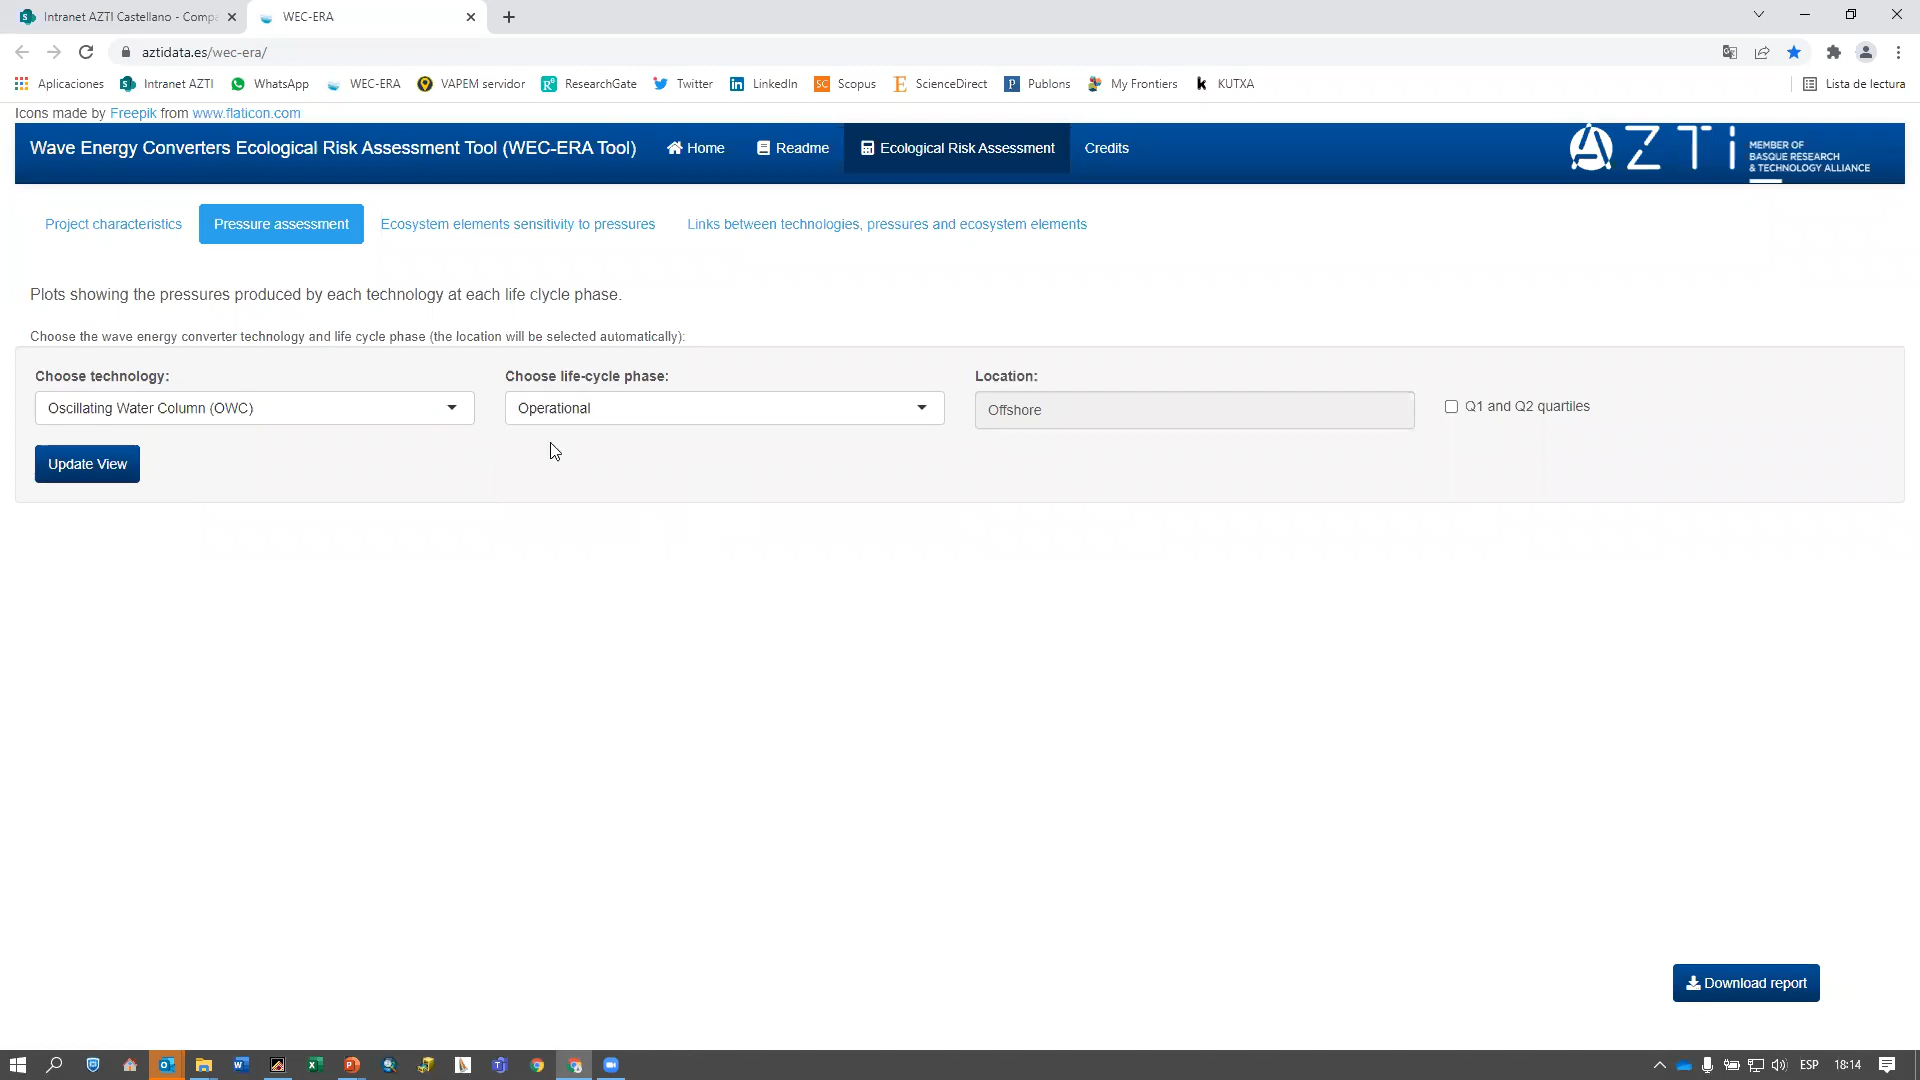 Intranet AZTI Castellano - Comp
WEC-ERA
aztidata.es/wec-era/
Aplicaciones
Intranet AZTI
WhatsApp
WEC-ERA
VAPEM servidor
ResearchGate
Twitter
LinkedIn
Scopus
ScienceDirect
Publons
My Frontiers
KUTXA
Lista de lectura
Icons made by Freepik from www.flaticon.com
Wave Energy Converters Ecological Risk Assessment Tool (WEC-ERA Tool)
Home
Readme
Ecological Risk Assessment
Credits
AZTi
MEMBER OF
BASQUE RESEARCH
& TECHNOLOGY ALLIANCE
Project characteristics
Pressure assessment
Ecosystem elements sensitivity to pressures
Links between technologies, pressures and ecosystem elements
Plots showing the pressures produced by each technology at each life clycle phase.
Choose the wave energy converter technology and life cycle phase (the location will be selected automatically):
Choose technology:
Choose life-cycle phase:
Location:
Oscillating Water Column (OWC)
Operational
Offshore
Q1 and Q2 quartiles
Update View
Download report
ESP
18:14